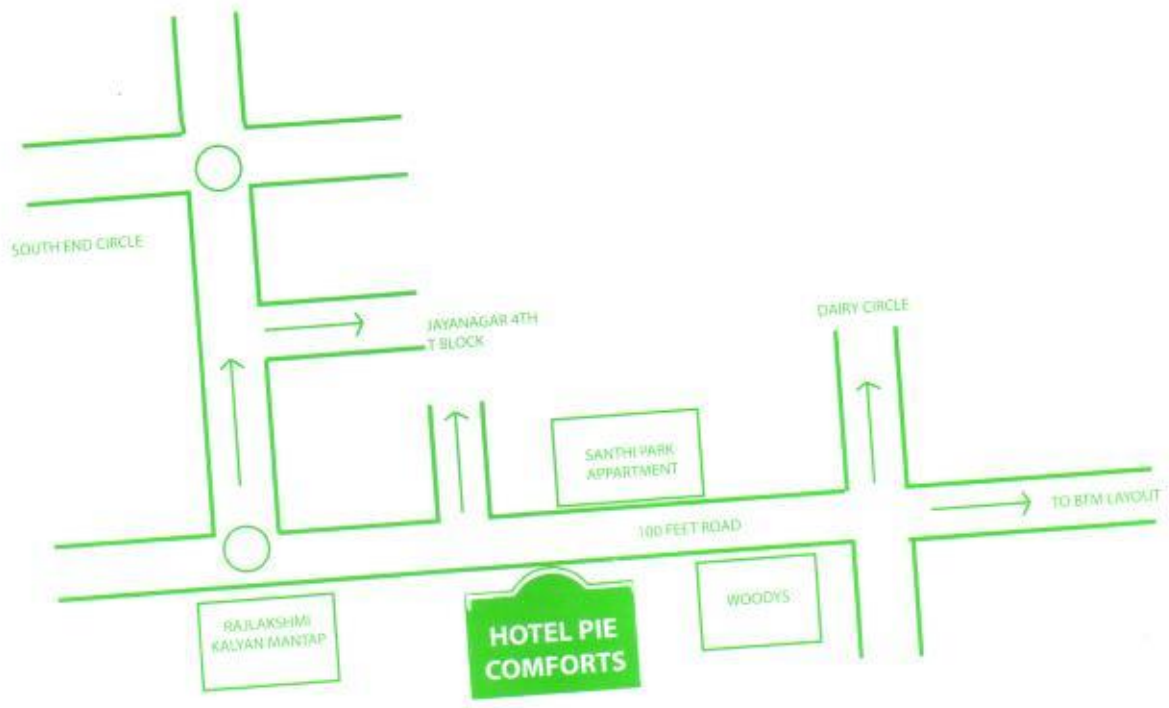 SOUTH END CIRCLE
JAYANAGAR 4TH
T BLOCK
DAIRY CIRCLE
SANTHI PARK
APPARTMENT
TO BTM LAYOUT
100 FEET ROAD
WOODYS
RAJLAKSHMI
KALYAN MANTAP
HOTEL PIE
COMFORTS